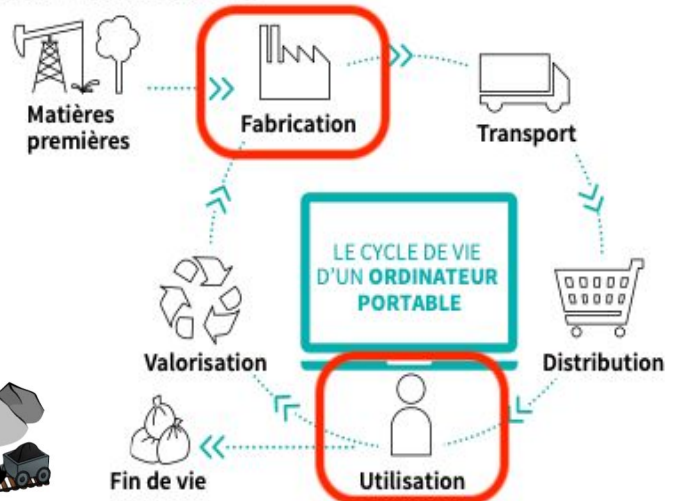 Matières
premières
Fabrication
Transport
LE CYCLE DE VIE
D'UN ORDINATEUR
PORTABLE
Valorisation
Distribution
Fin de vie
Utilisation